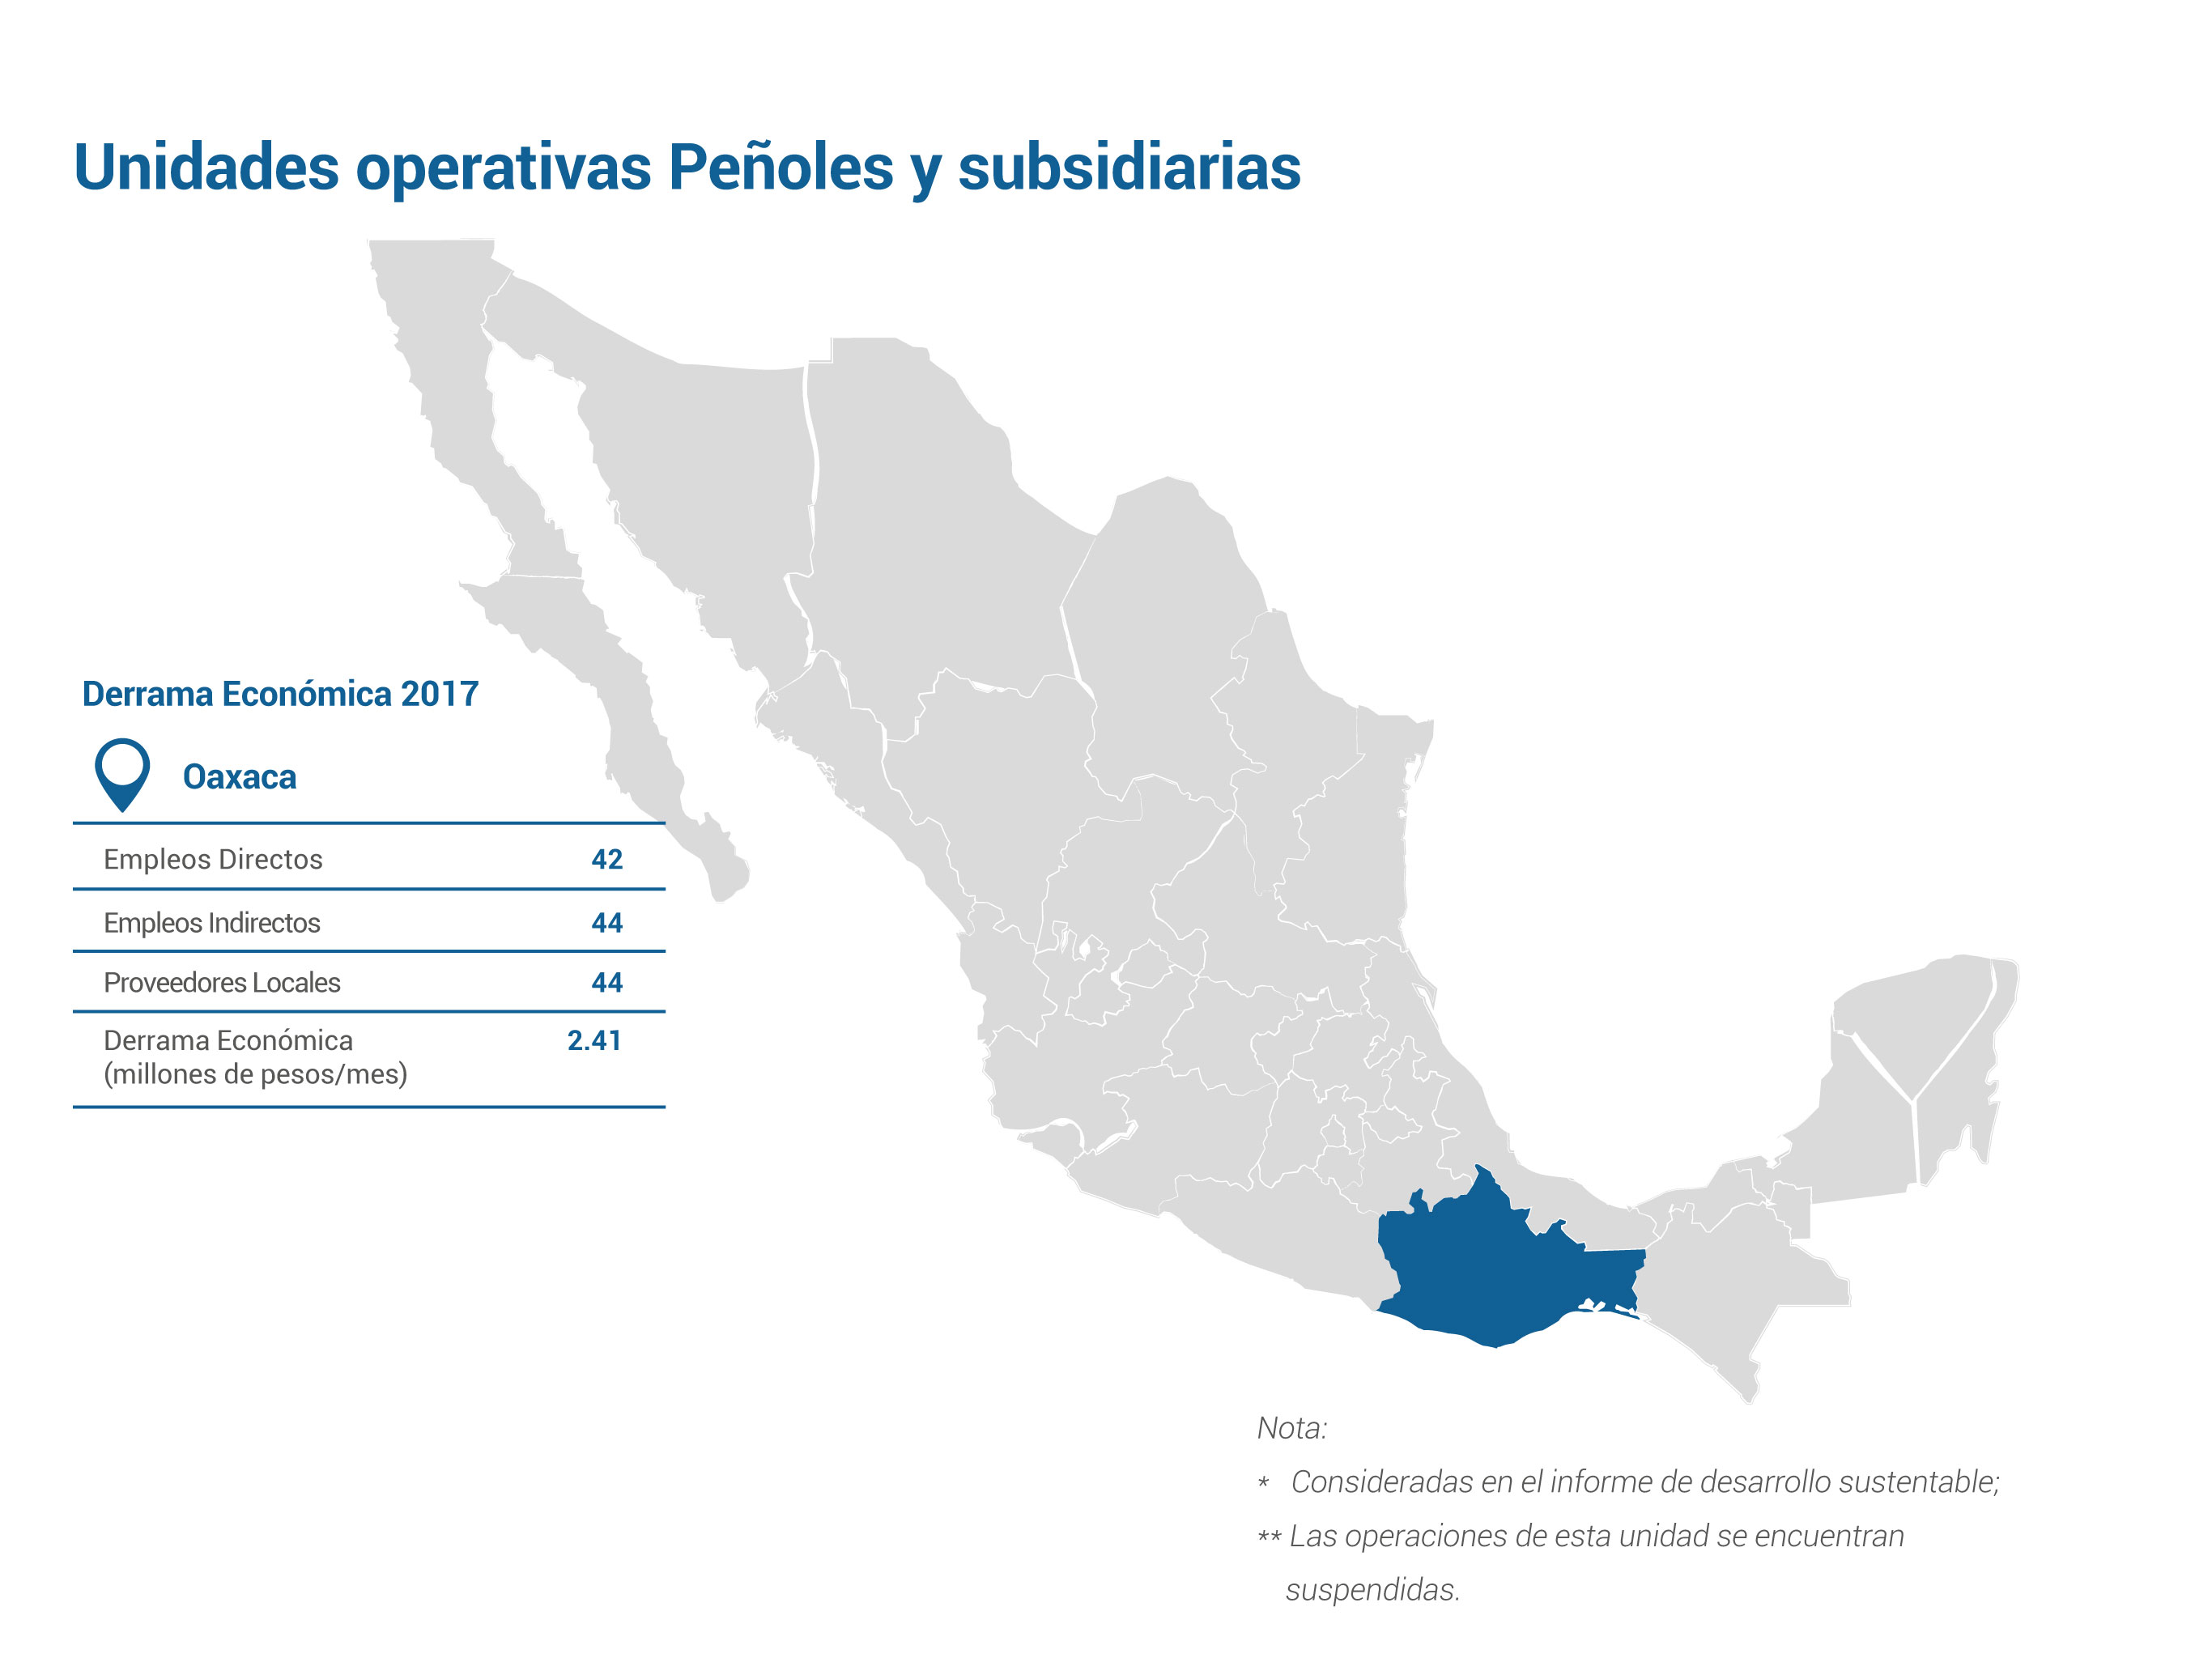 Unidades operativas Peñoles y subsidiarias
Derrama Económica 2017
Oaxaca
Empleos Directos 42
Empleos Indirectos 44
Proveedores Locales 44
Derrama Económica 2.41
(millones de pesos/mes)
Nota:
* Consideradas en el informe de desarrollo sustentable;
** Las operaciones de esta unidad se encuentran
suspendidas.